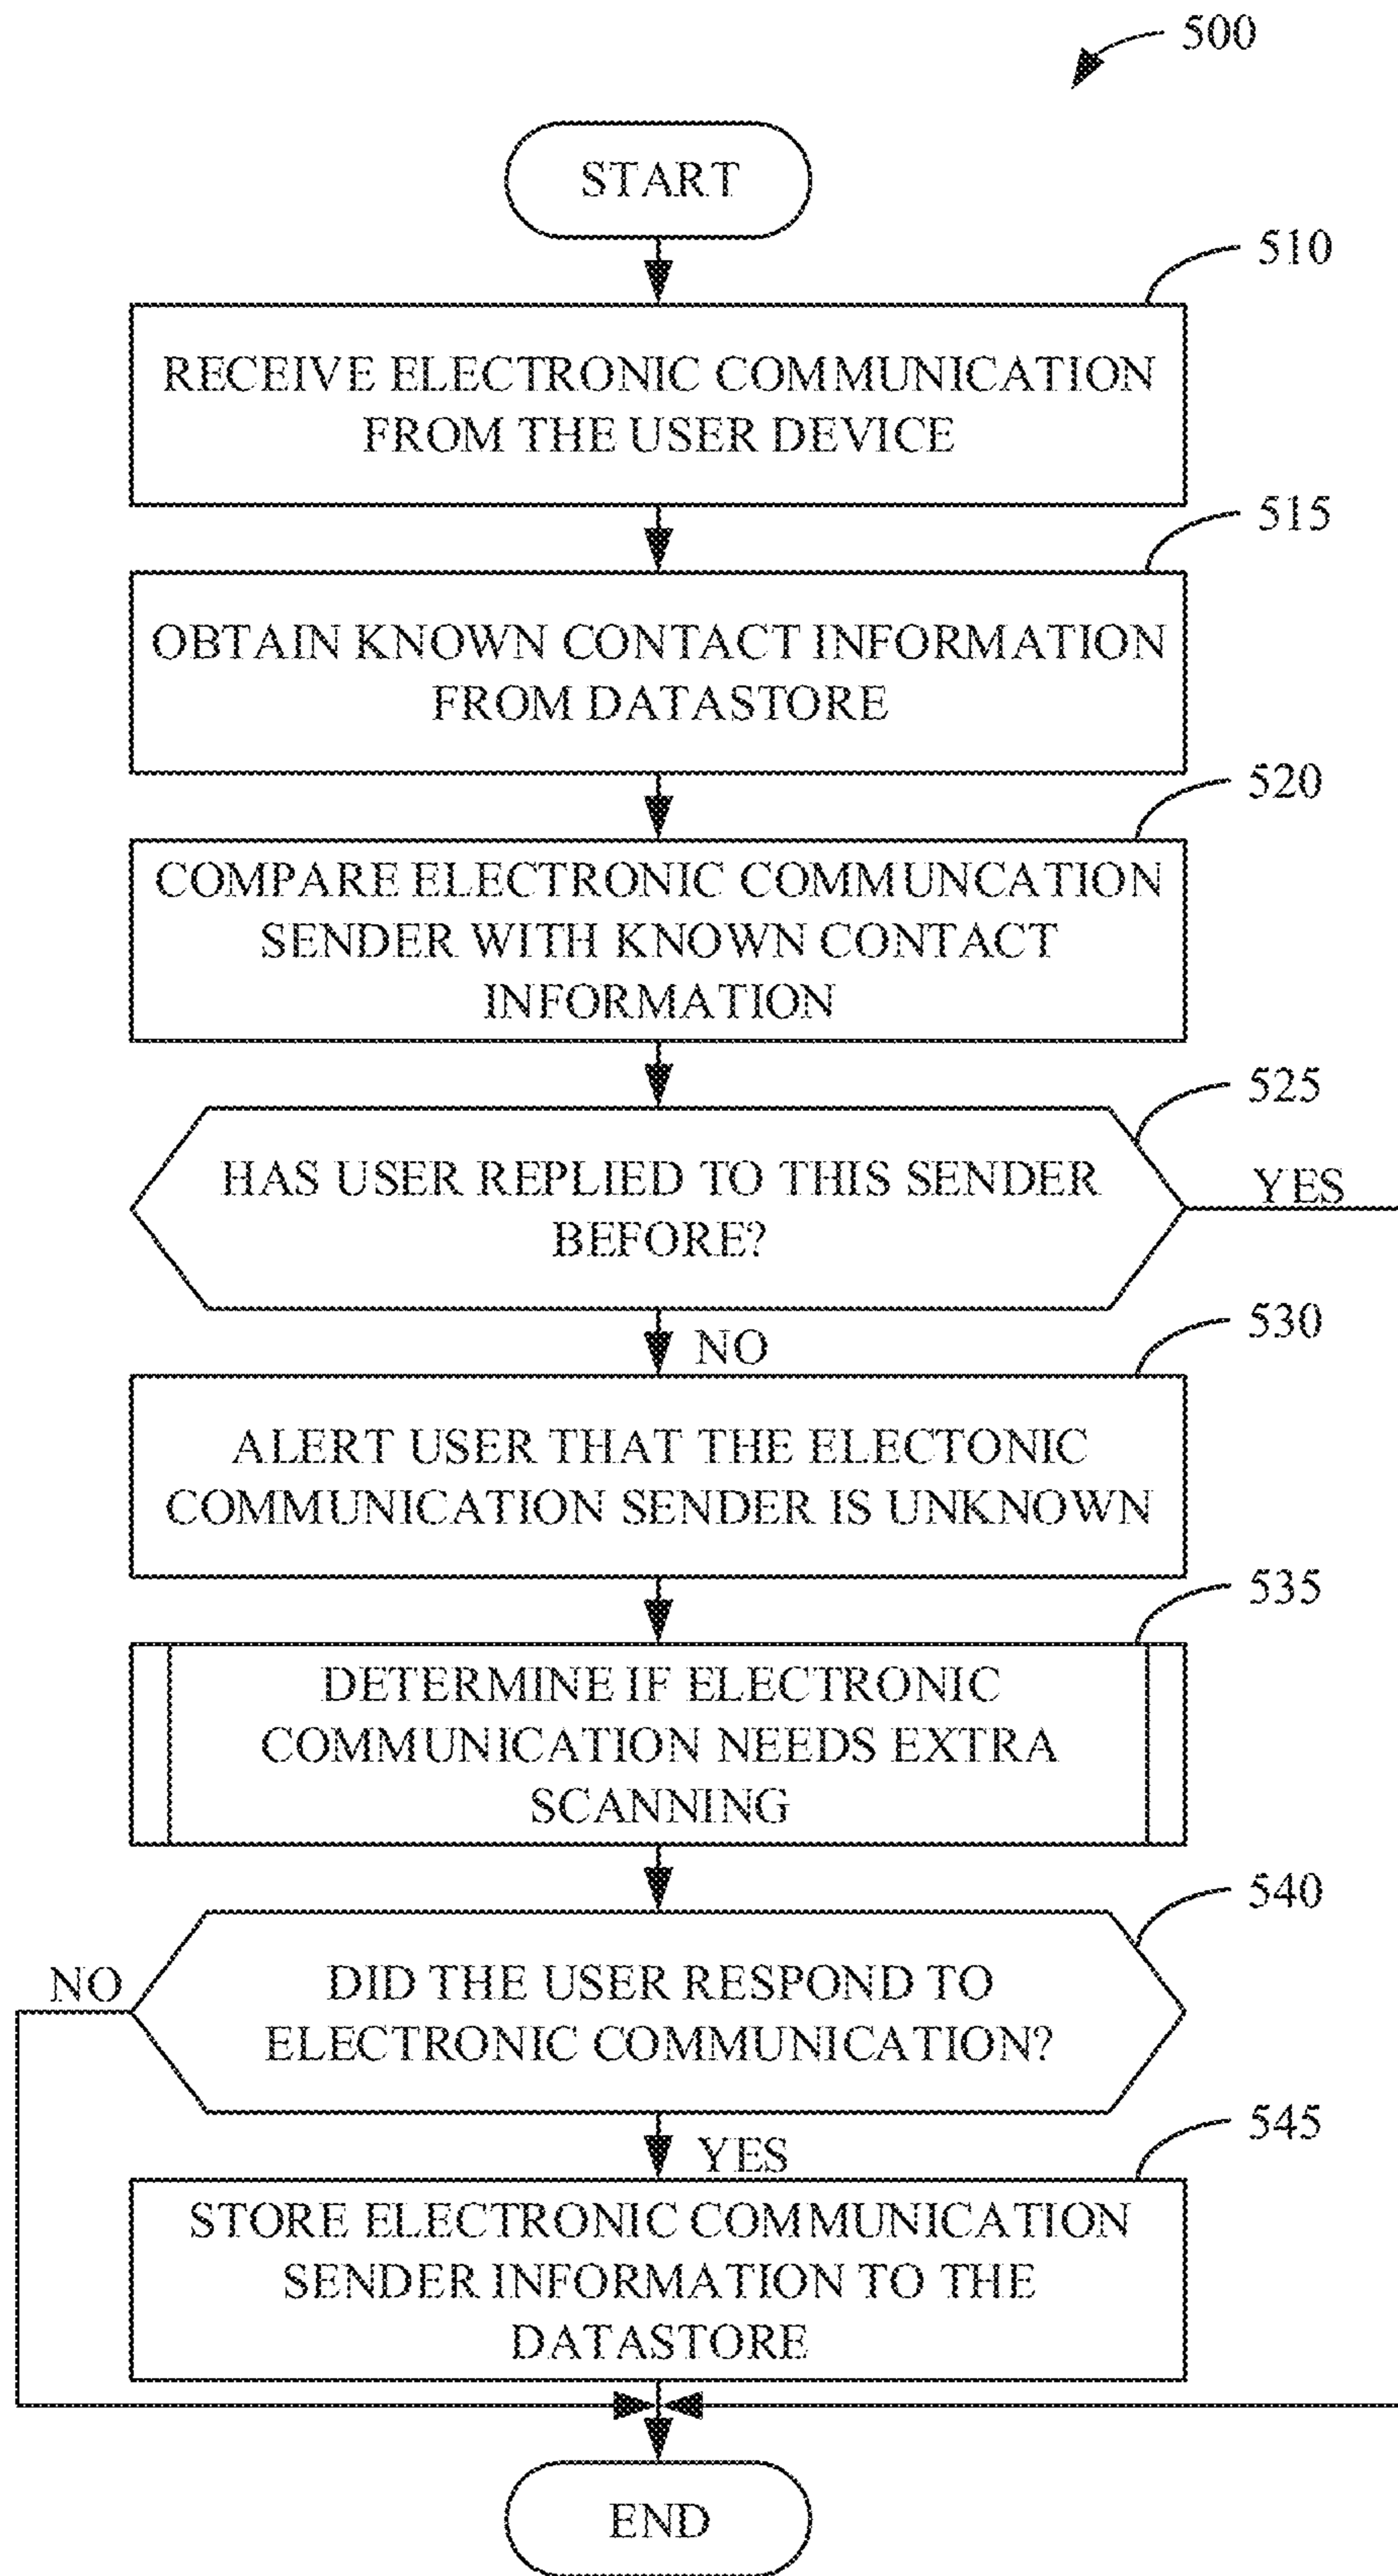 500
START
510
RECEIVE ELECTRONIC COMMUNICATION
FROM THE USER DEVICE
515
OBTAIN KNOWN CONTACT INFORMATION
FROM DATASTORE
520
COMPARE ELECTRONIC COMMUNCATION
SENDER WITH KNOWN CONTACT
INFORMATION
525
HAS USER REPLIED TO THIS SENDER
BEFORE?
YES
NO
530
ALERT USER THAT THE ELECTONIC
COMMUNICATION SENDER IS UNKNOWN
535
DETERMINE IF ELECTRONIC
COMMUNICATION NEEDS EXTRA
SCANNING
540
NO
DID THE USER RESPOND TO
ELECTRONIC COMMUNICATION?
YES
545
STORE ELECTRONIC COMMUNICATION
SENDER INFORMATION TO THE
DATASTORE
END